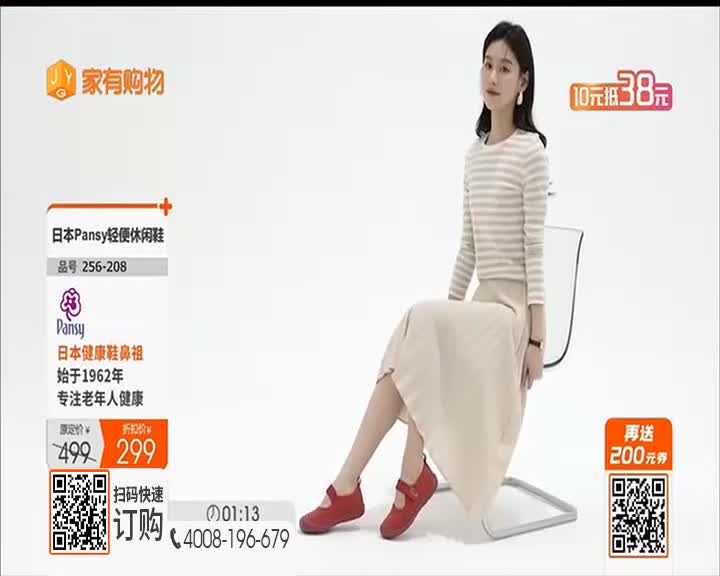 JYG 家有购物
10元抵38元
日本Pansy轻便休闲鞋
品号 256-208
Pansy
日本健康鞋鼻祖
始于1962年
专注老年人健康
原定价¥ 折扣价¥
499 299
再送
200元券
扫码快速
订购
01:13
4008-196-679